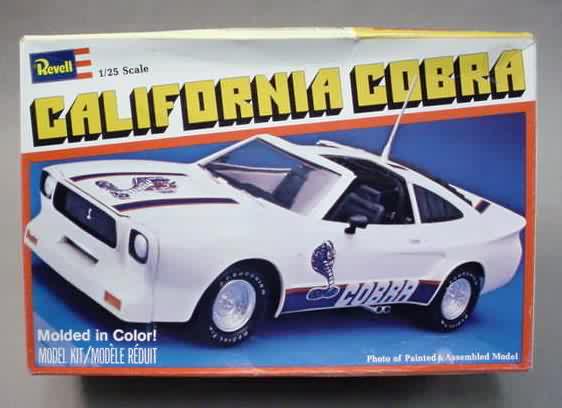 Revell
1/25 Scale
CALIFORNIA COBRA
COBRA
Molded in Color!
MODEL KIT/MODÈLE RÉDUIT
Photo of Painted & Assembled Model